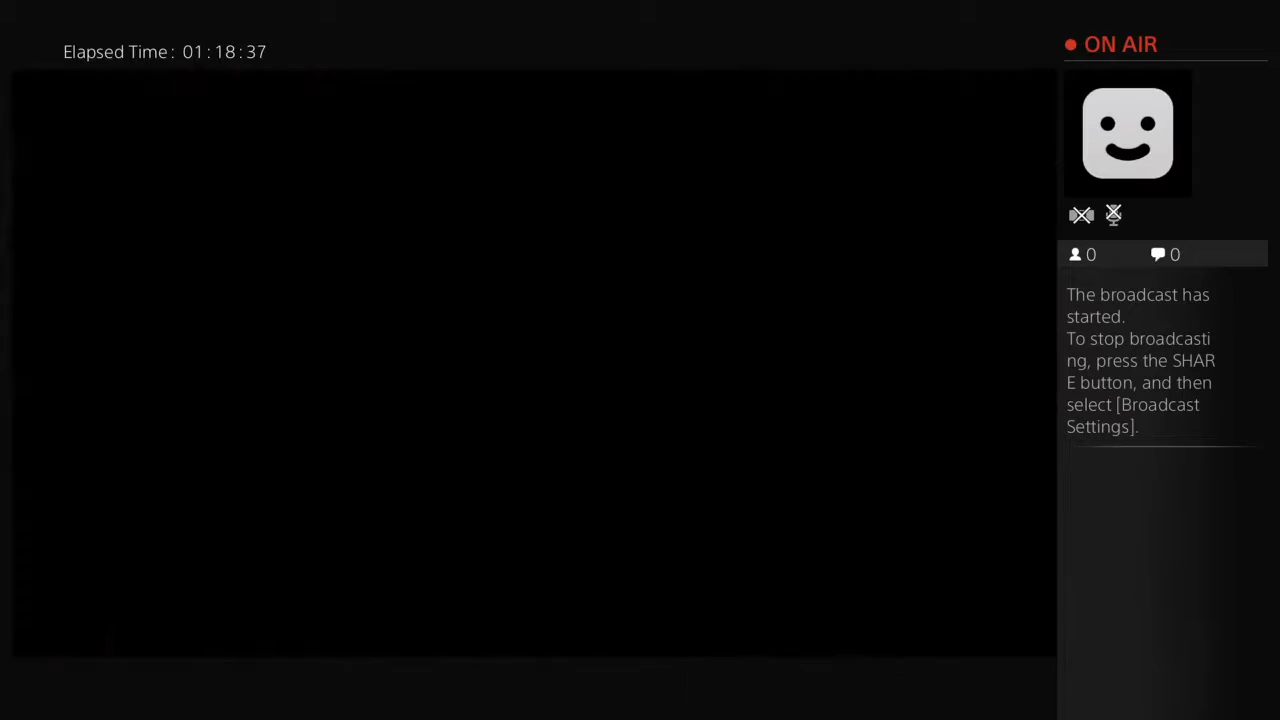 Elapsed Time: 01:18:37
ON AIR
0 0
The broadcast has
started.
To stop broadcasti
ng, press the SHAR
E button, and then
select [Broadcast
Settings].